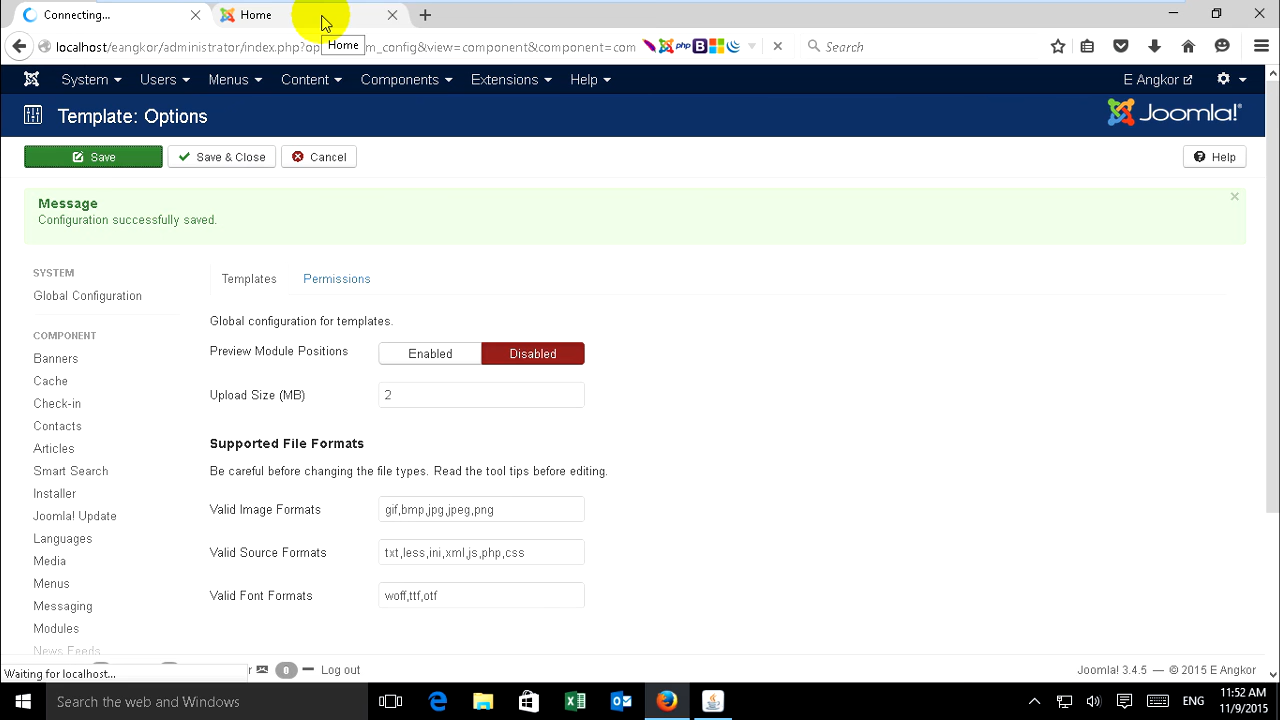 Connecting...
Home
localhost/eangkor/administrator/index.php?op
m_config&view=component&component=com
Home
Search
System
Users
Menus
Content
Components
Extensions
Help
E Angkor
Template: Options
Joomla!
Save
Save & Close
Cancel
Help
Message
Configuration successfully saved.
SYSTEM
Global Configuration
COMPONENT
Banners
Cache
Check-in
Contacts
Articles
Smart Search
Installer
Joomla! Update
Languages
Media
Menus
Messaging
Modules
News Feeds
Templates
Permissions
Global configuration for templates.
Preview Module Positions
Enabled
Disabled
Upload Size (MB)
2
Supported File Formats
Be careful before changing the file types. Read the tool tips before editing.
Valid Image Formats
gif,bmp,jpg,jpeg,png
Valid Source Formats
txt,less,ini,xml,js,php,css
Valid Font Formats
woff,ttf,otf
Waiting for localhost...
0
Log out
Joomla! 3.4.5 — © 2015 E Angkor
Search the web and Windows
ENG
11:52 AM
11/9/2015